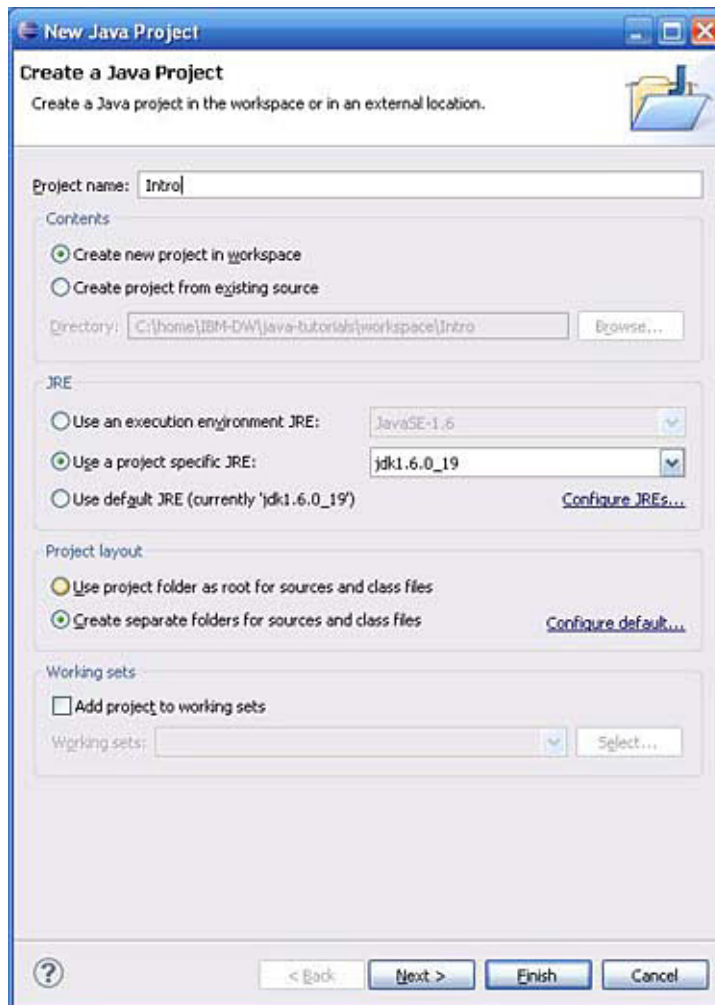 New Java Project
Create a Java Project
Create a Java project in the workspace or in an external location.
Project name: Intro
Contents
Create new project in workspace
Create project from existing source
Directory: C:\home\IBM-DW\java-tutorials\workspace\Intro Browse...
JRE
Use an execution environment JRE: JavaSE-1.6
Use a project specific JRE: jdk1.6.0_19
Use default JRE (currently 'jdk1.6.0_19') Configure JREs...
Project layout
Use project folder as root for sources and class files
Create separate folders for sources and class files Configure default...
Working sets
Add project to working sets
Working sets: Select...
? < Back Next > Finish Cancel